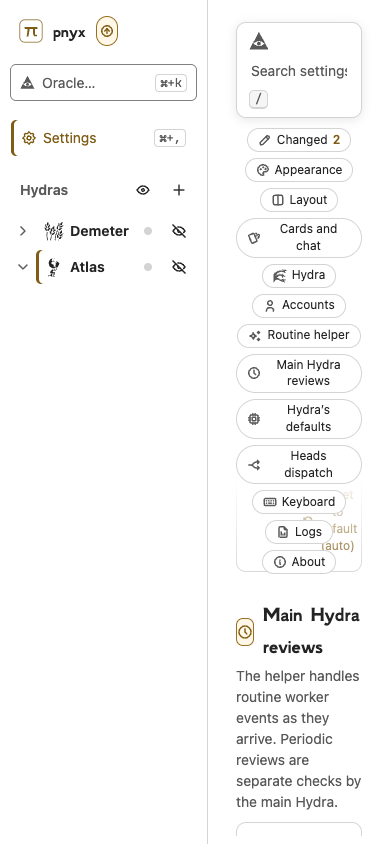 pnyx
Oracle... ⌘+k
Settings ⌘+,
Hydras
Demeter
Atlas
Search settings
/
Changed 2
Appearance
Layout
Cards and
chat
Hydra
Accounts
Routine helper
Main Hydra
reviews
Hydra's
defaults
Heads
dispatch
Keyboard
Logs
(auto)
About
Main Hydra
reviews
The helper handles
routine worker
events as they
arrive. Periodic
reviews are
separate checks by
the main Hydra.